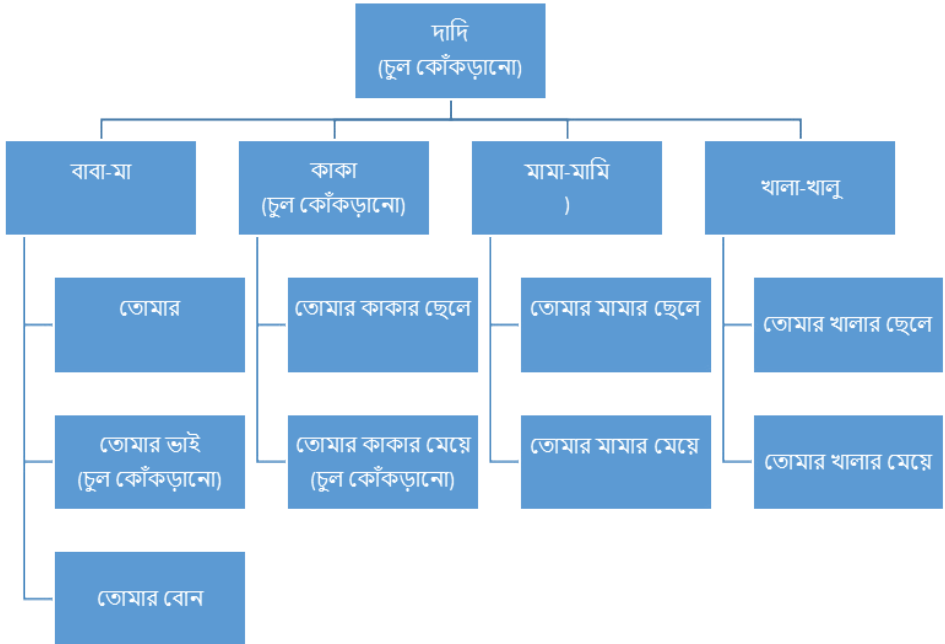 দাদি
(চুল কোঁকড়ানো)
বাবা-মা
কাকা
(চুল কোঁকড়ানো)
মামা-মামি
)
খালা-খালু
তোমার
তোমার কাকার ছেলে
তোমার মামার ছেলে
তোমার খালার ছেলে
তোমার ভাই
(চুল কোঁকড়ানো)
তোমার কাকার মেয়ে
(চুল কোঁকড়ানো)
তোমার মামার মেয়ে
তোমার খালার মেয়ে
তোমার বোন